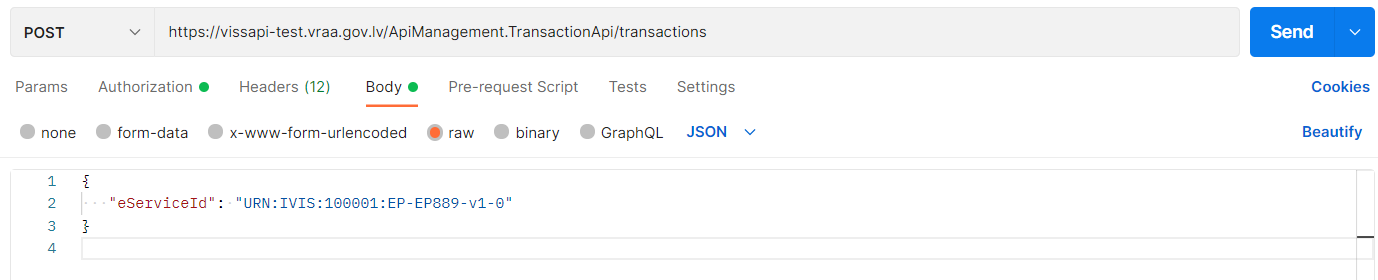 POST https://vissapi-test.vraa.gov.lv/ApiManagement.TransactionApi/transactions Send
Params Authorization Headers (12) Body Pre-request Script Tests Settings Cookies
none form-data x-www-form-urlencoded raw binary GraphQL JSON Beautify
1 {
2 "eServiceId": "URN:IVIS:100001:EP-EP889-v1-0"
3 }
4